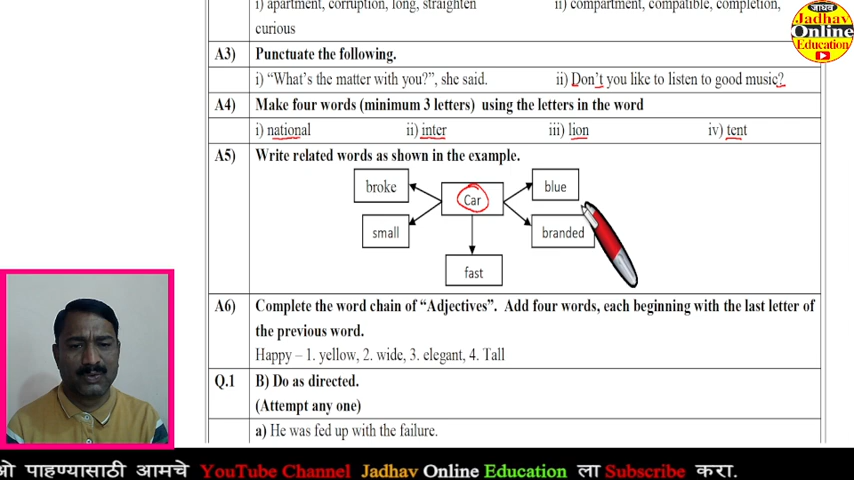 i) apartment, corruption, long, straighten ii) compartment, compatible, completion,
curious
A3) Punctuate the following.
i) “What’s the matter with you?”, she said. ii) Don’t you like to listen to good music?
A4) Make four words (minimum 3 letters) using the letters in the word
i) national ii) inter iii) lion iv) tent
A5) Write related words as shown in the example.
broke Car blue
small branded
fast
A6) Complete the word chain of “Adjectives”. Add four words, each beginning with the last letter of
the previous word.
Happy – 1. yellow, 2. wide, 3. elegant, 4. Tall
Q.1 B) Do as directed.
(Attempt any one)
a) He was fed up with the failure.
जाधव
Jadhav
Online
Education
ओ पाहण्यासाठी आमचे YouTube Channel Jadhav Online Education ला Subscribe करा.